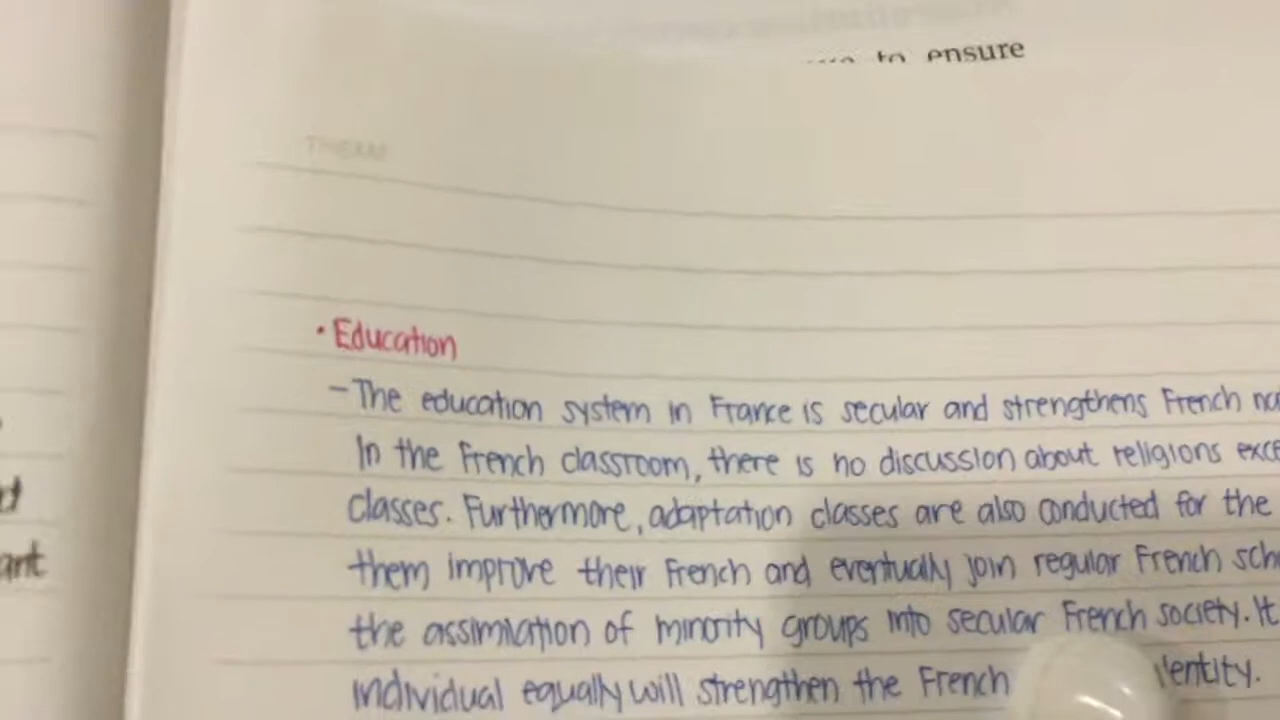 to ensure
THEME
• Education
– The education system in France is secular and strengthens French
In the French classroom, there is no discussion about religions
classes. Furthermore, adaptation classes are also conducted for the
them improve their French and eventually join regular French
the assimilation of minority groups into secular French society. It
individual equally will strengthen the French
ant